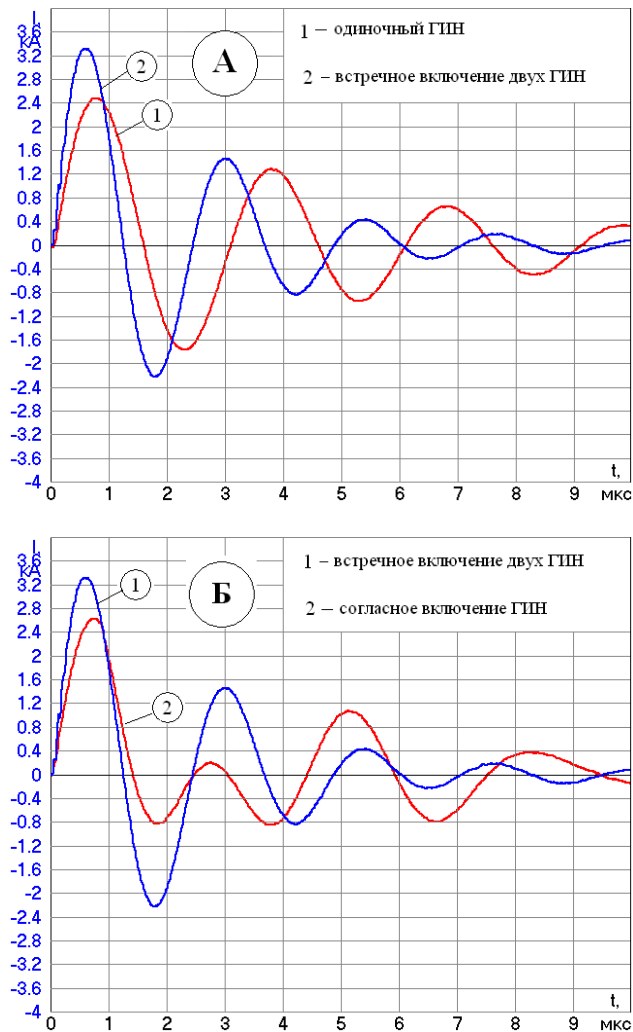 I
кА
3.6
3.2
2.8
2.4
2
1.6
1.2
0.8
0.4
0
-0.4
-0.8
-1.2
-1.6
-2
-2.4
-2.8
-3.2
-3.6
-4
А
1 – одиночный ГИН
2 – встречное включение двух ГИН
2
1
0 1 2 3 4 5 6 7 8 9
t,
мкс
I
кА
3.6
3.2
2.8
2.4
2
1.6
1.2
0.8
0.4
0
-0.4
-0.8
-1.2
-1.6
-2
-2.4
-2.8
-3.2
-3.6
-4
Б
1 – встречное включение двух ГИН
2 – согласное включение ГИН
1
2
0 1 2 3 4 5 6 7 8 9
t,
мкс